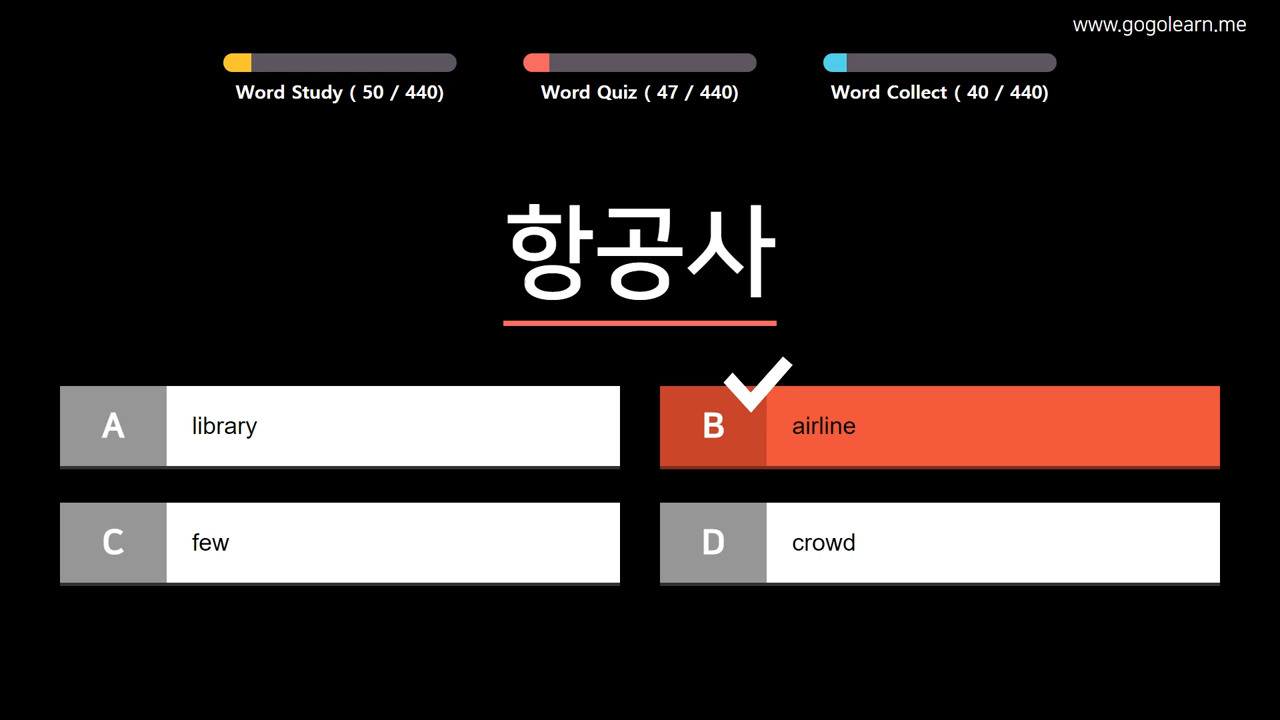 www.gogolearn.me
Word Study ( 50 / 440)
Word Quiz ( 47 / 440)
Word Collect ( 40 / 440)
항공사
A library
B airline
C few
D crowd